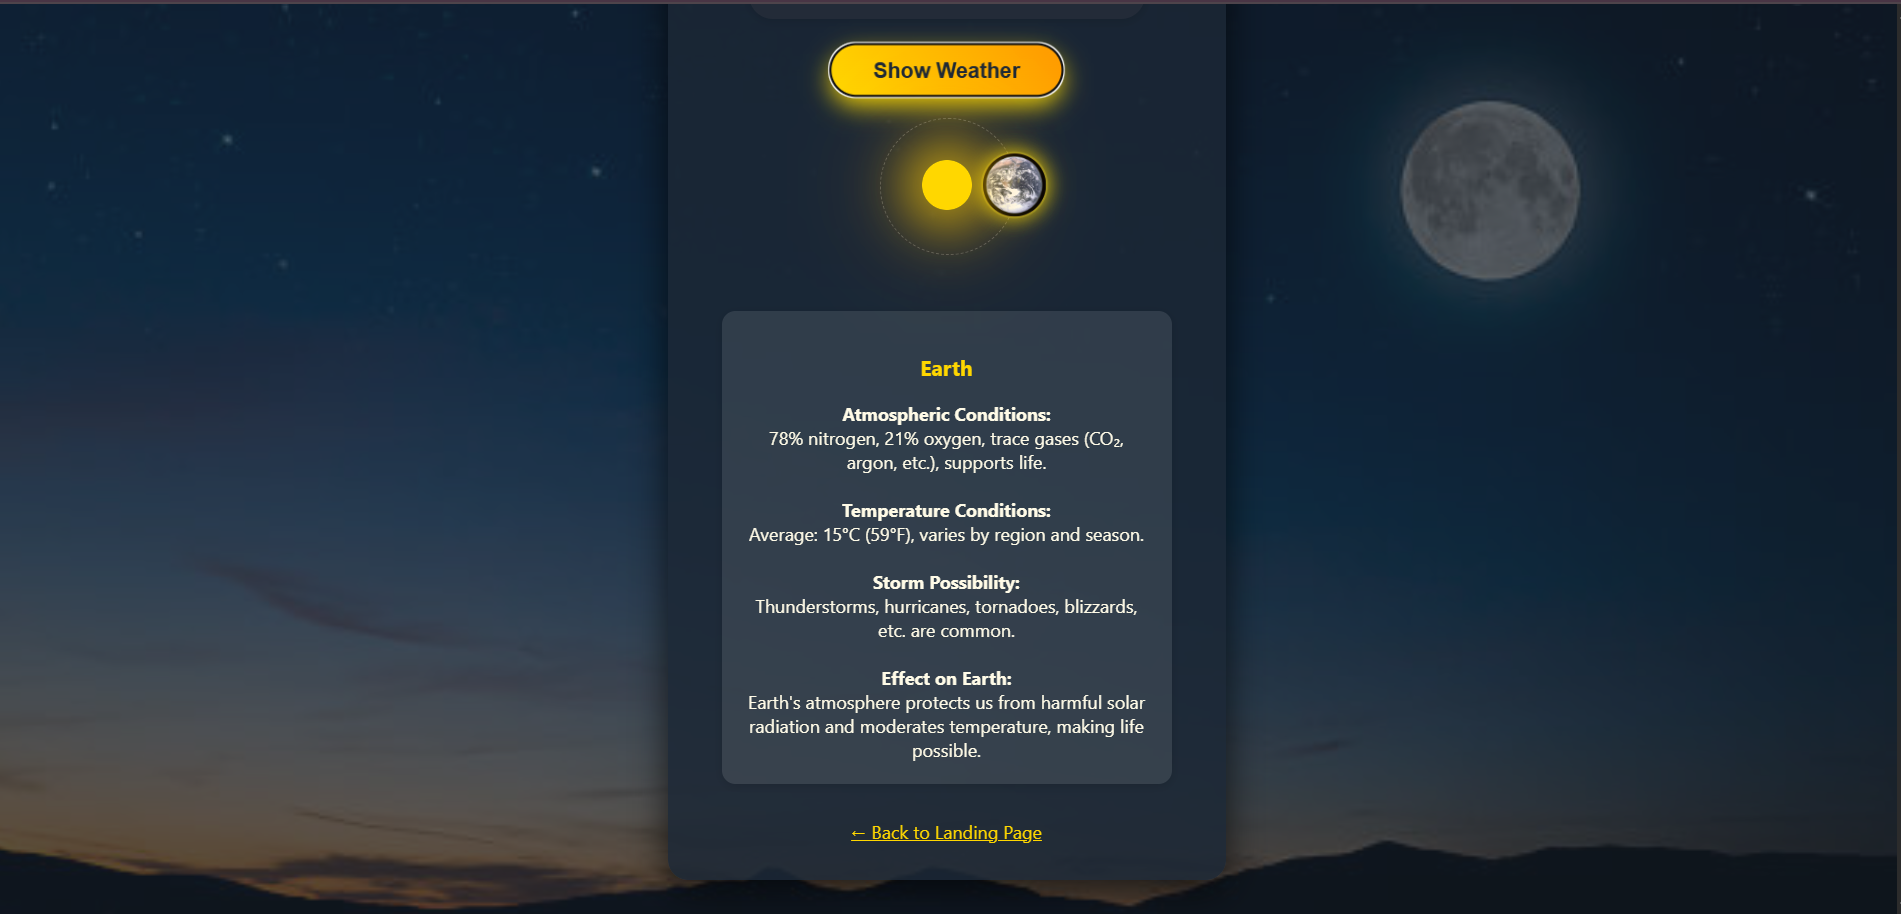 Show Weather
Earth
Atmospheric Conditions:
78% nitrogen, 21% oxygen, trace gases (CO₂,
argon, etc.), supports life.
Temperature Conditions:
Average: 15°C (59°F), varies by region and season.
Storm Possibility:
Thunderstorms, hurricanes, tornadoes, blizzards,
etc. are common.
Effect on Earth:
Earth's atmosphere protects us from harmful solar
radiation and moderates temperature, making life
possible.
← Back to Landing Page